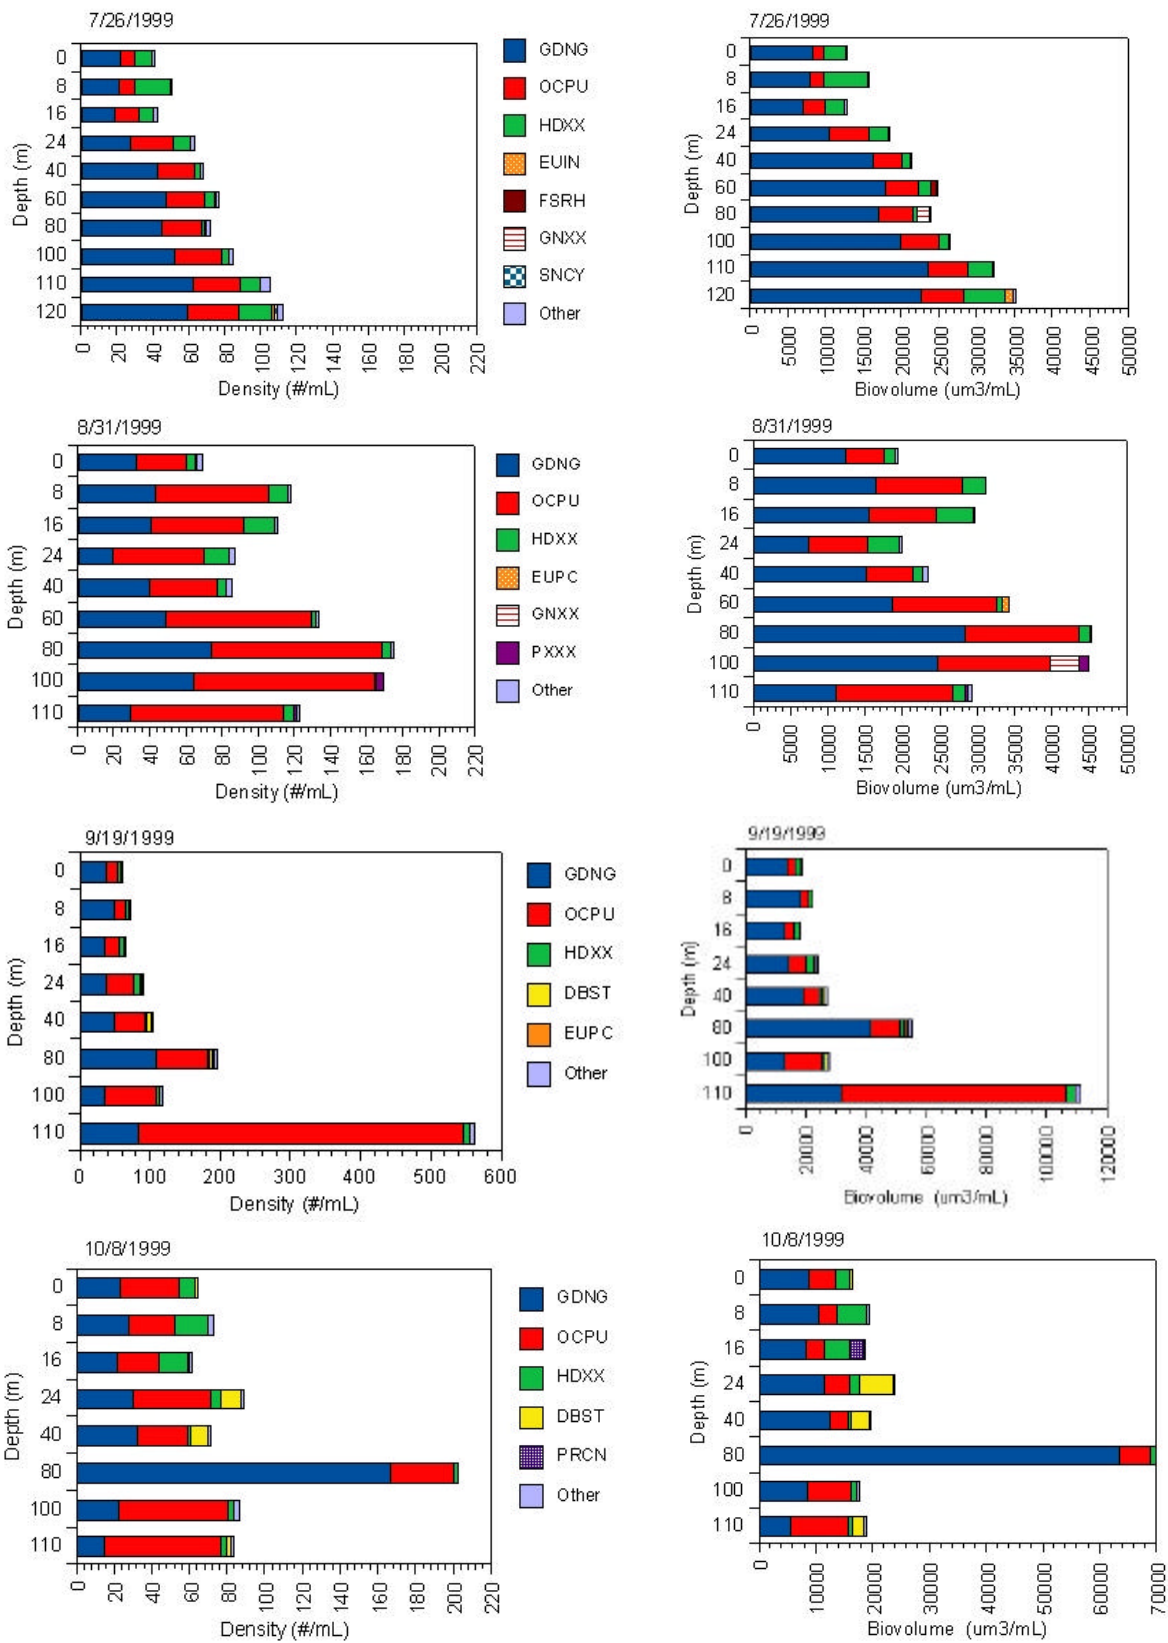 7/26/1999
Depth (m)
0
8
16
24
40
60
80
100
110
120
0 20 40 60 80 100 120 140 160 180 200 220
Density (#/mL)
GDNG
OCPU
HDXX
EUIN
FSRH
GNXX
SNCY
Other
7/26/1999
Depth (m)
0
8
16
24
40
60
80
100
110
120
0 5000 10000 15000 20000 25000 30000 35000 40000 45000 50000
Biovolume (um3/mL)
8/31/1999
Depth (m)
0
8
16
24
40
60
80
100
110
0 20 40 60 80 100 120 140 160 180 200 220
Density (#/mL)
GDNG
OCPU
HDXX
EUPC
GNXX
PXXX
Other
8/31/1999
Depth (m)
0
8
16
24
40
60
80
100
110
0 5000 10000 15000 20000 25000 30000 35000 40000 45000 50000
Biovolume (um3/mL)
9/19/1999
Depth (m)
0
8
16
24
40
80
100
110
0 100 200 300 400 500 600
Density (#/mL)
GDNG
OCPU
HDXX
DBST
EUPC
Other
9/19/1999
Depth (m)
0
8
16
24
40
80
100
110
0 20000 40000 60000 80000 100000 120000
Biovolume (um3/mL)
10/8/1999
Depth (m)
0
8
16
24
40
80
100
110
0 20 40 60 80 100 120 140 160 180 200 220
Density (#/mL)
GDNG
OCPU
HDXX
DBST
PRCN
Other
10/8/1999
Depth (m)
0
8
16
24
40
80
100
110
0 10000 20000 30000 40000 50000 60000 70000
Biovolume (um3/mL)